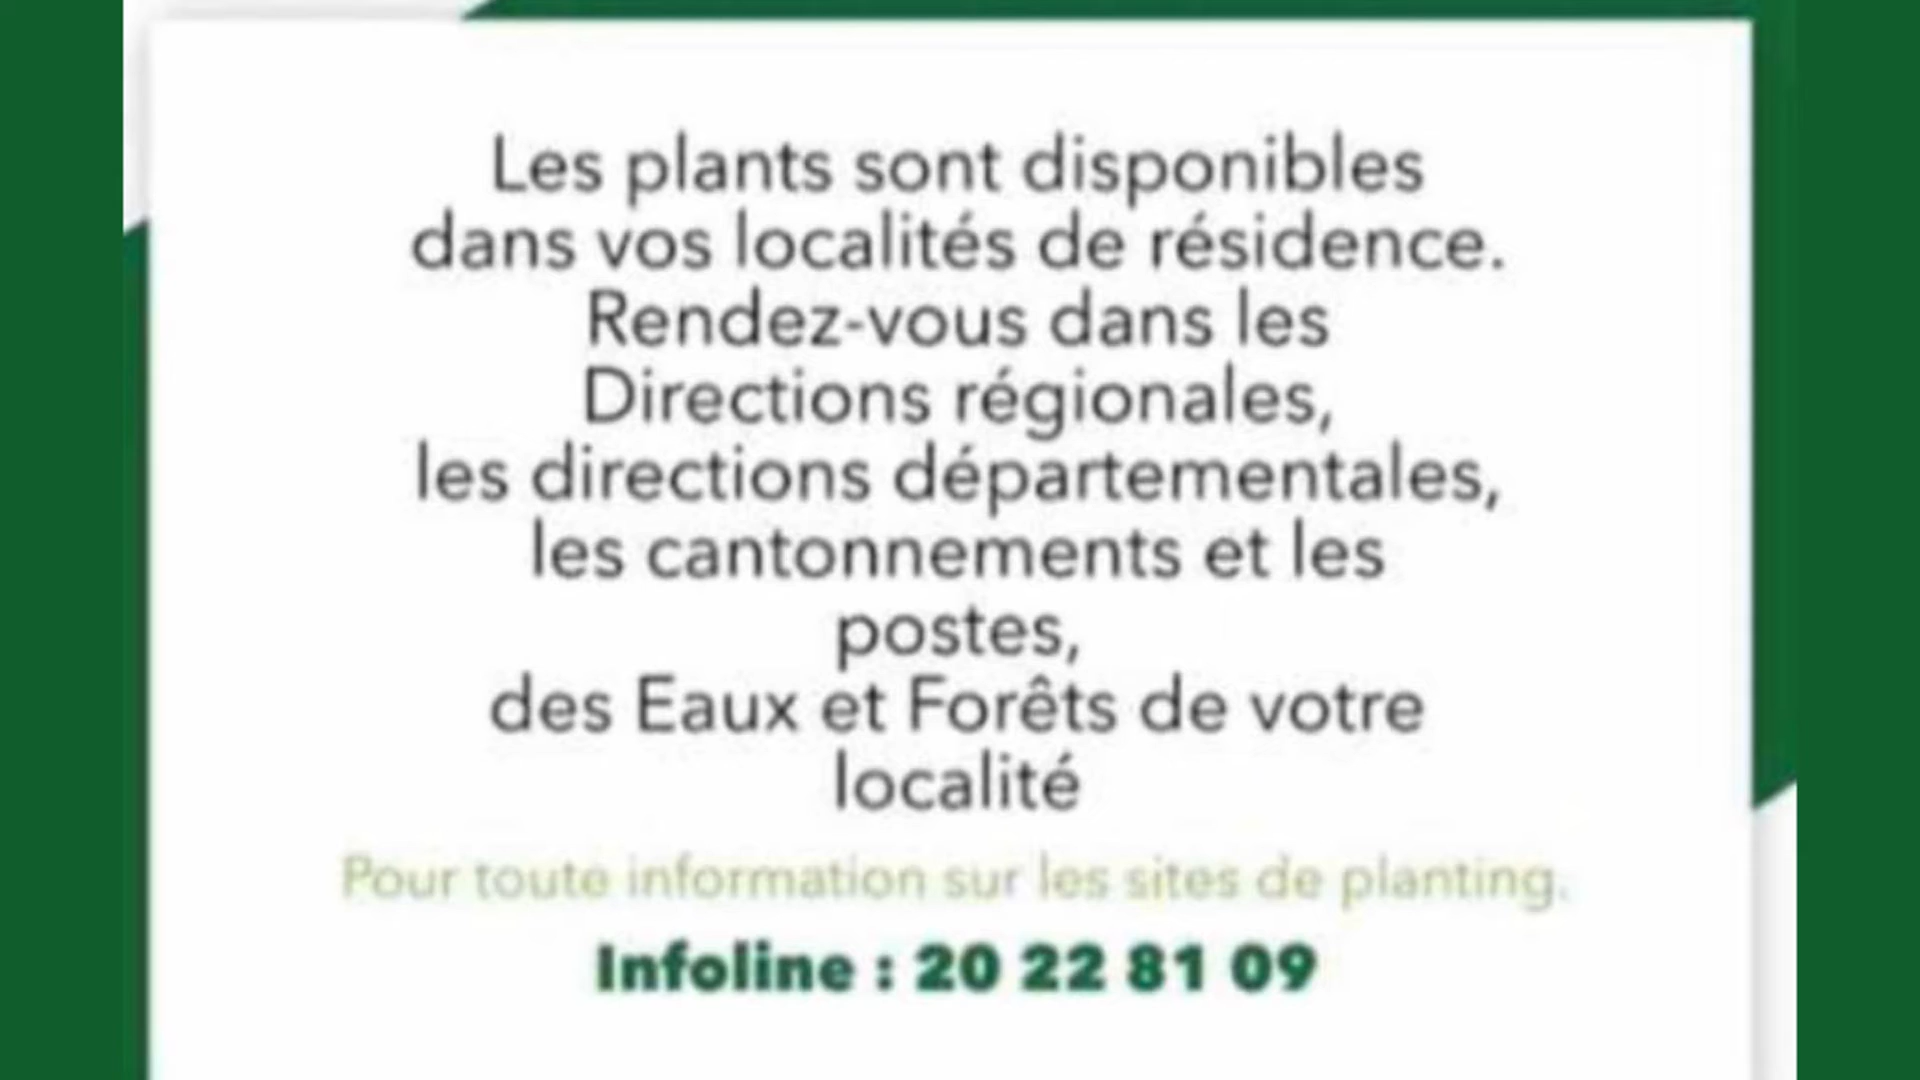 Les plants sont disponibles
dans vos localités de résidence.
Rendez-vous dans les
Directions régionales,
les directions départementales,
les cantonnements et les
postes,
des Eaux et Forêts de votre
localité
Pour toute information sur les sites de planting.
Infoline : 20 22 81 09